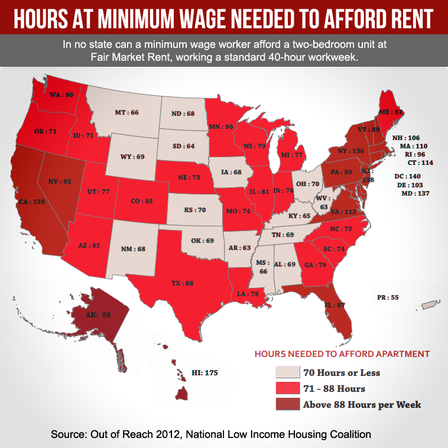 HOURS AT MINIMUM WAGE NEEDED TO AFFORD RENT
In no state can a minimum wage worker afford a two-bedroom unit at
Fair Market Rent, working a standard 40-hour workweek.
WA: 80
MT: 66
ND: 68
MN: 86
ME: 81
VT: 89
OR: 71
ID: 71
SD: 64
WI: 79
MI: 77
NY: 136
NH: 106
MA: 110
RI: 96
CT: 114
WY: 69
IA: 68
PA: 89
NJ: 138
DC: 140
DE: 103
MD: 137
NE: 73
IL: 81
IN: 74
OH: 70
WV: 63
VA: 112
NV: 92
UT: 77
CO: 85
KS: 70
MO: 74
KY: 65
CA: 130
NC: 75
TN: 69
SC: 74
AZ: 85
NM: 68
OK: 69
AR: 63
MS: 66
AL: 69
GA: 79
TX: 88
LA: 78
FL: 97
PR: 55
AK: 88
HI: 175
HOURS NEEDED TO AFFORD APARTMENT
70 Hours or Less
71 - 88 Hours
Above 88 Hours per Week
Source: Out of Reach 2012, National Low Income Housing Coalition